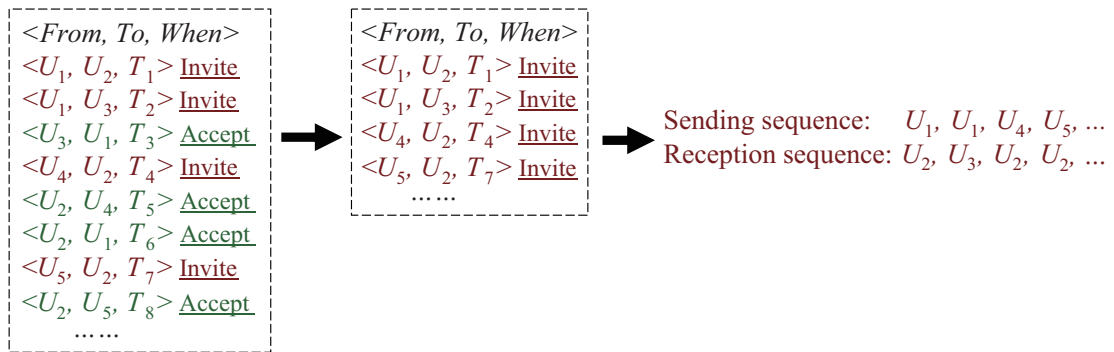 <From, To, When>
<U₁, U₂, T₁> Invite
<U₁, U₃, T₂> Invite
<U₃, U₁, T₃> Accept
<U₄, U₂, T₄> Invite
<U₂, U₄, T₅> Accept
<U₂, U₁, T₆> Accept
<U₅, U₂, T₇> Invite
<U₂, U₅, T₈> Accept
……
<From, To, When>
<U₁, U₂, T₁> Invite
<U₁, U₃, T₂> Invite
<U₄, U₂, T₄> Invite
<U₅, U₂, T₇> Invite
……
Sending sequence: U₁, U₁, U₄, U₅, ...
Reception sequence: U₂, U₃, U₂, U₂, ...